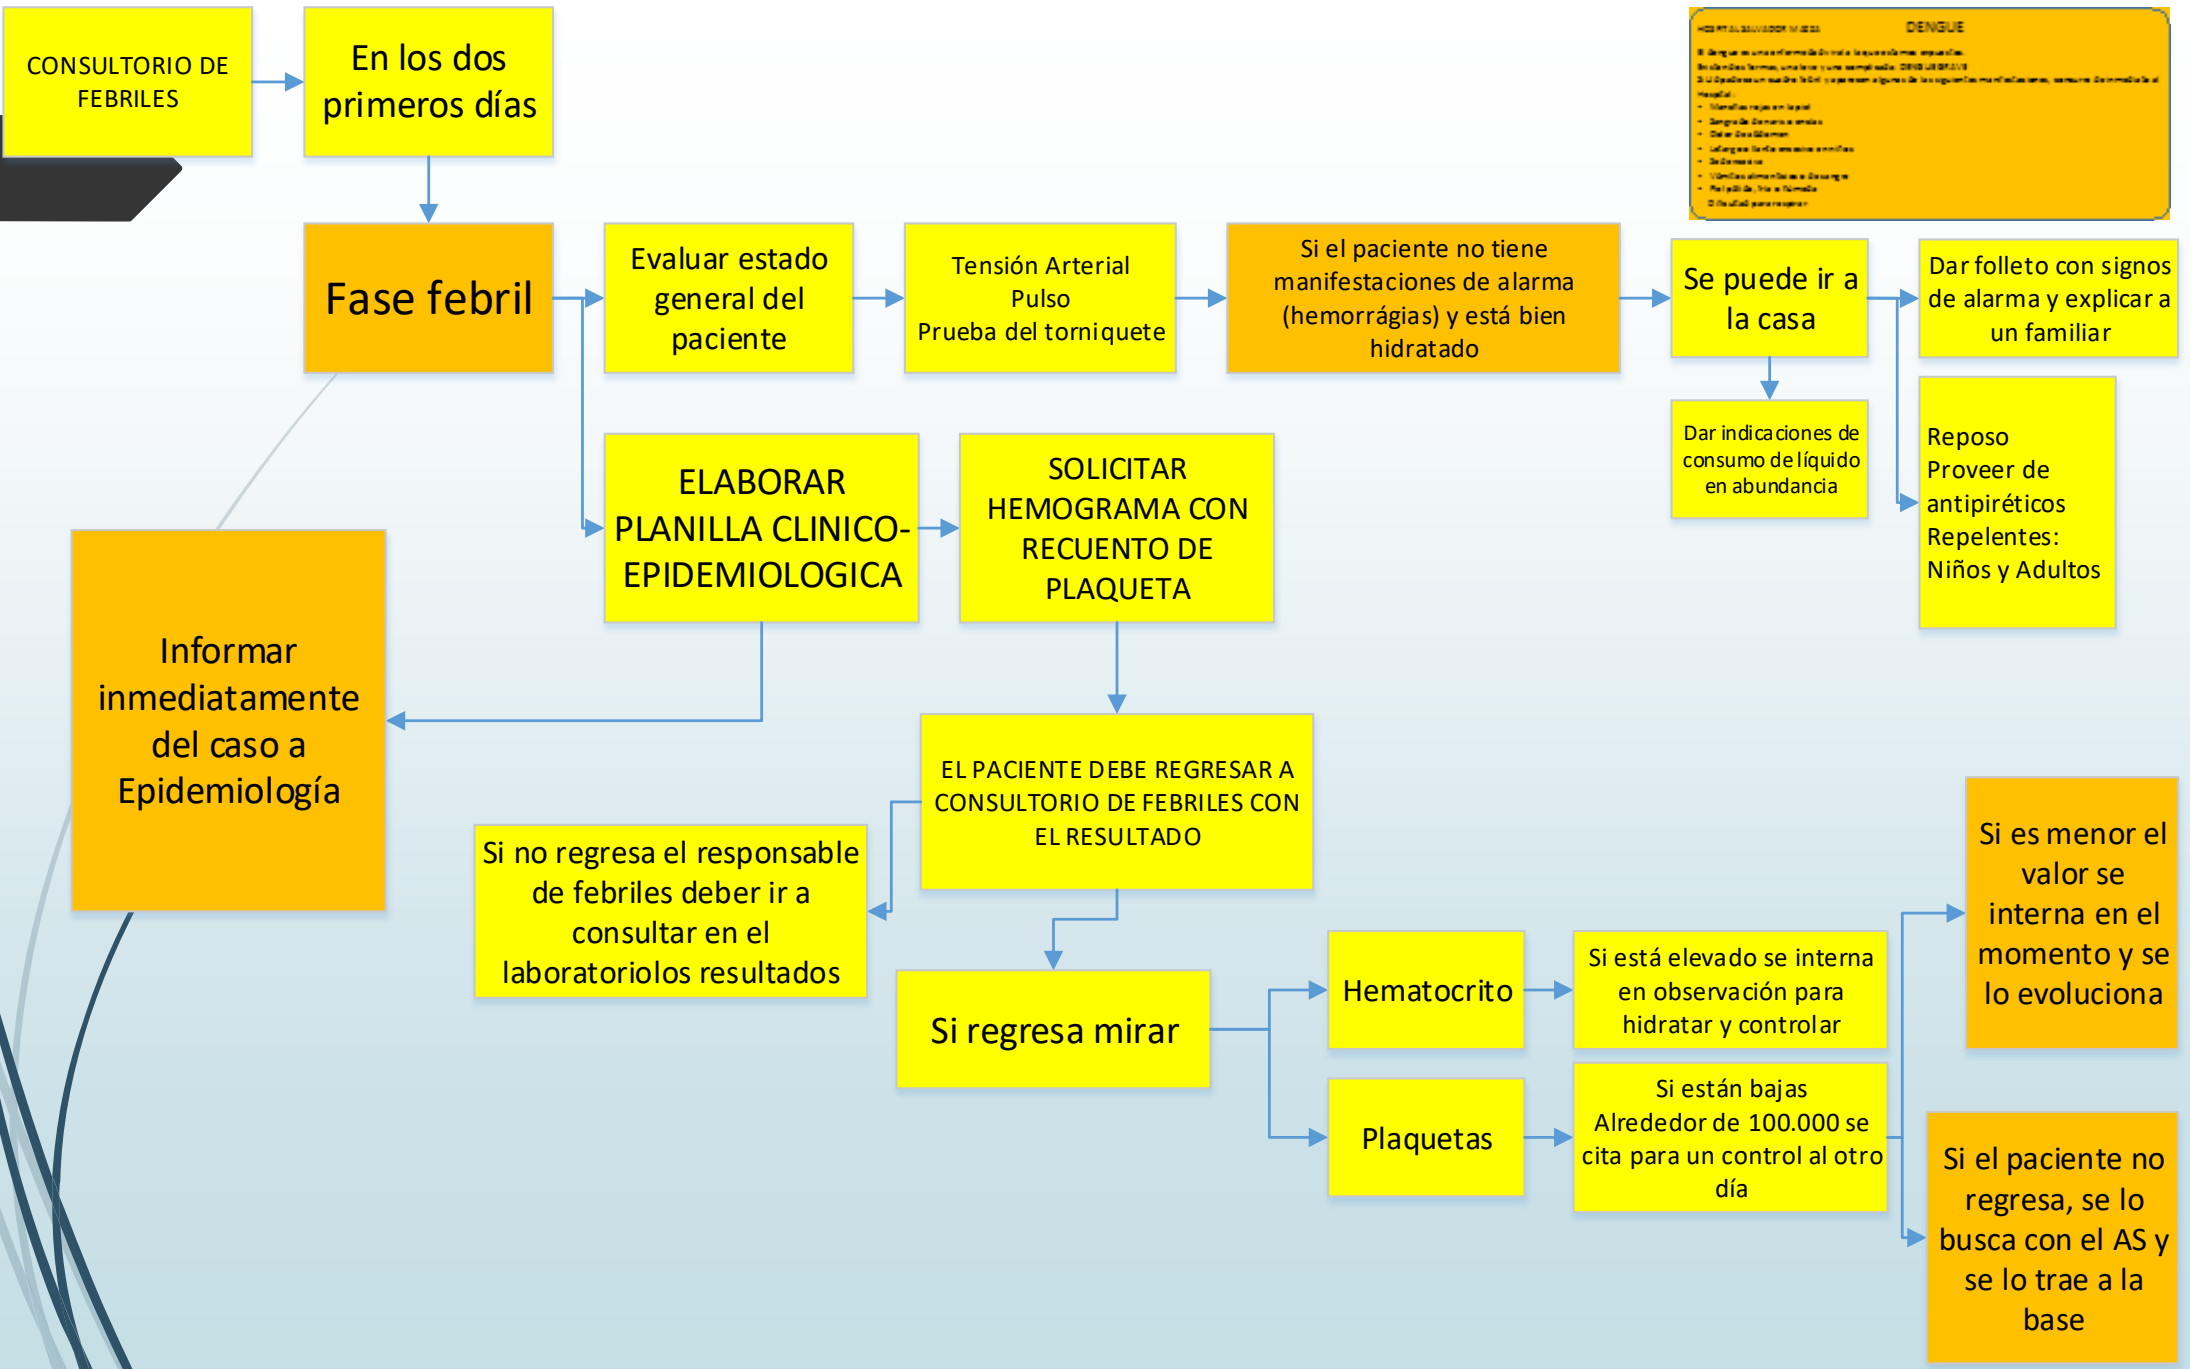 CONSULTORIO DE
FEBRILES
En los dos
primeros días
DENGUE
Fase febril
Evaluar estado
general del
paciente
Tensión Arterial
Pulso
Prueba del torniquete
Si el paciente no tiene
manifestaciones de alarma
(hemorrágias) y está bien
hidratado
Se puede ir a
la casa
Dar folleto con signos
de alarma y explicar a
un familiar
Dar indicaciones de
consumo de líquido
en abundancia
Reposo
Proveer de
antipiréticos
Repelentes:
Niños y Adultos
ELABORAR
PLANILLA CLINICO-
EPIDEMIOLOGICA
SOLICITAR
HEMOGRAMA CON
RECUENTO DE
PLAQUETA
Informar
inmediatamente
del caso a
Epidemiología
EL PACIENTE DEBE REGRESAR A
CONSULTORIO DE FEBRILES CON
EL RESULTADO
Si no regresa el responsable
de febriles deber ir a
consultar en el
laboratoriolos resultados
Si regresa mirar
Hematocrito
Si está elevado se interna
en observación para
hidratar y controlar
Plaquetas
Si están bajas
Alrededor de 100.000 se
cita para un control al otro
día
Si es menor el
valor se
interna en el
momento y se
lo evoluciona
Si el paciente no
regresa, se lo
busca con el AS y
se lo trae a la
base